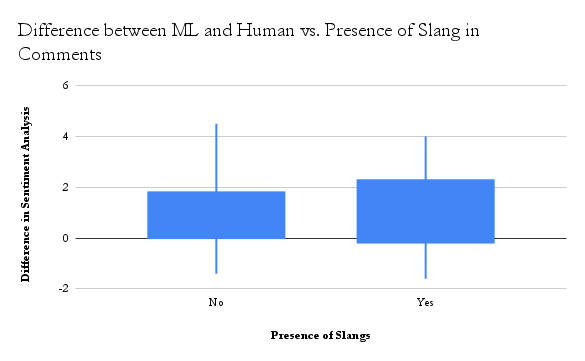 Difference between ML and Human vs. Presence of Slang in
Comments
Difference in Sentiment Analysis
6
4
2
0
-2
No
Yes
Presence of Slangs